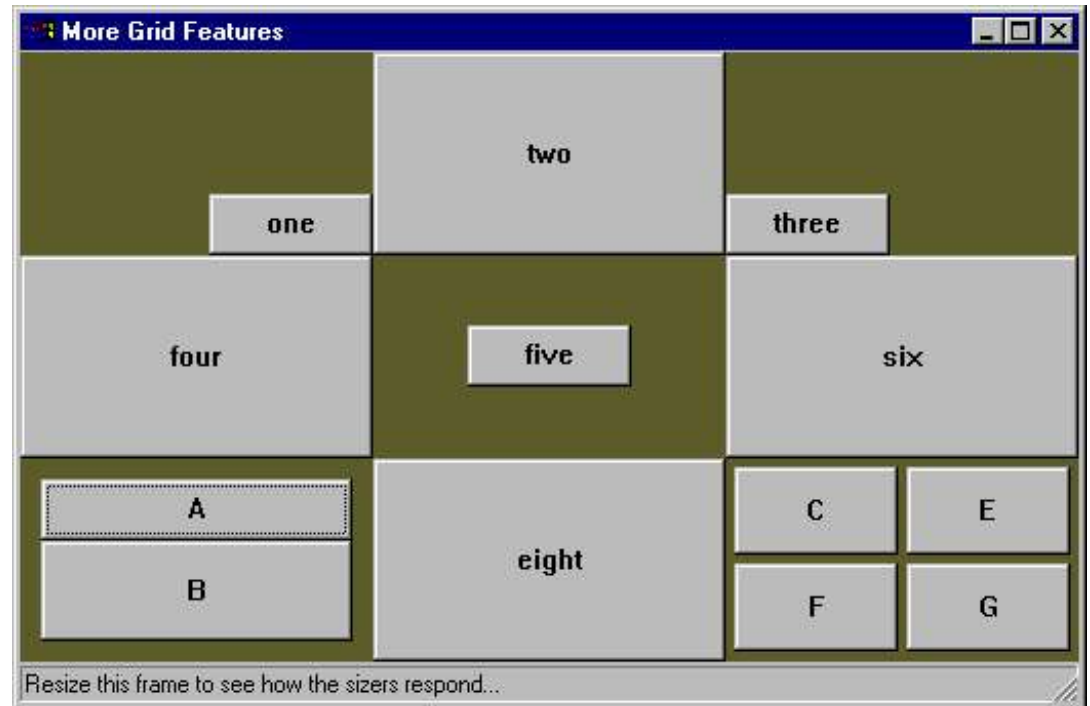 More Grid Features
two
one
three
four
five
six
A
B
eight
C
E
F
G
Resize this frame to see how the sizers respond...